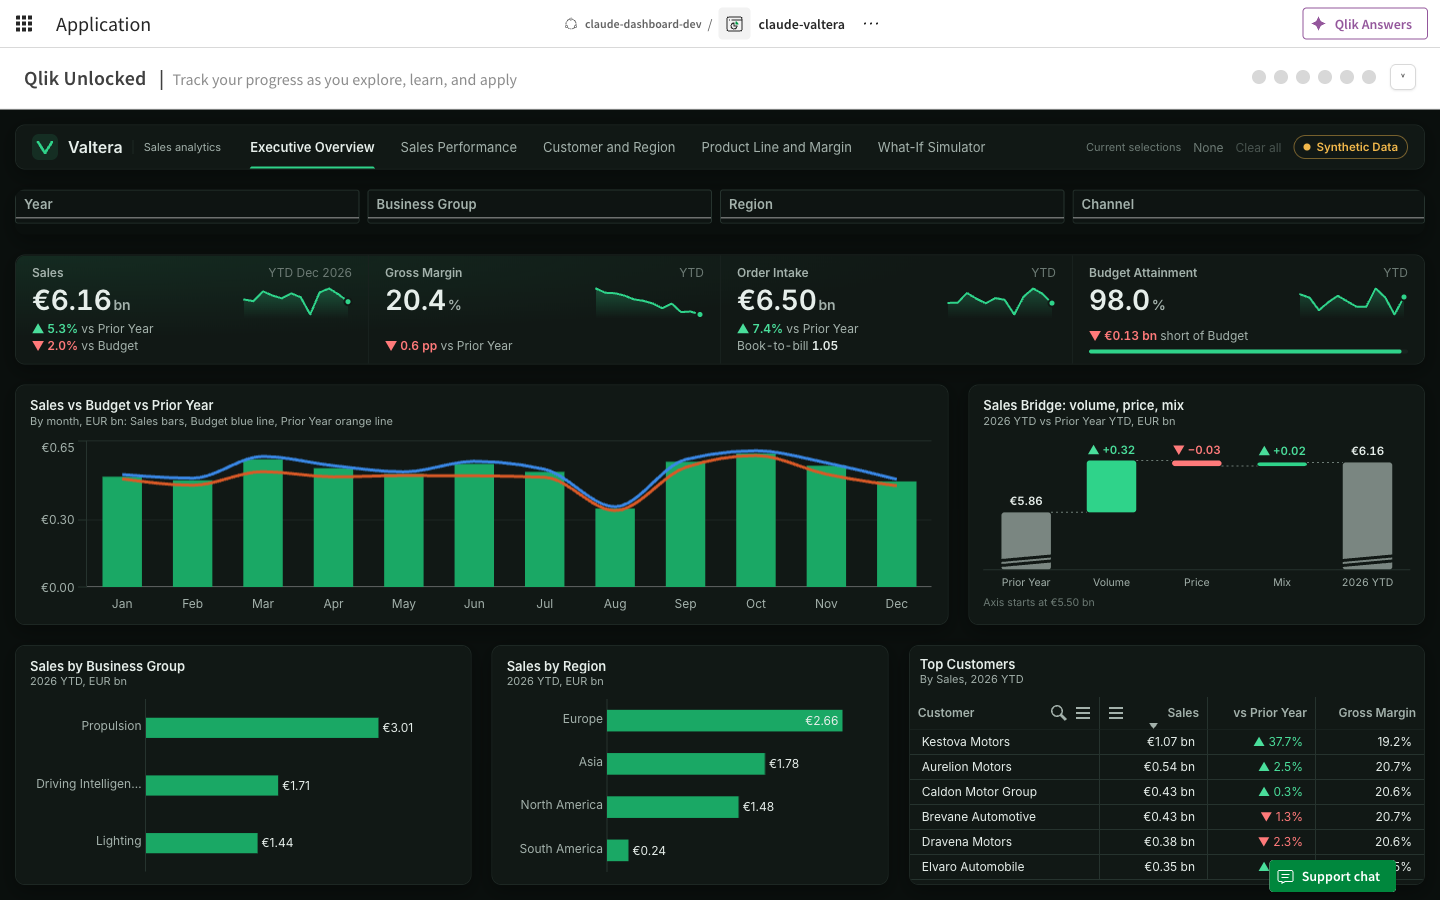 Application
claude-dashboard-dev / claude-valtera ···
Qlik Answers
Qlik Unlocked | Track your progress as you explore, learn, and apply
Valtera Sales analytics Executive Overview Sales Performance Customer and Region Product Line and Margin What-If Simulator Current selections None Clear all Synthetic Data
Year Business Group Region Channel
Sales YTD Dec 2026
€6.16 bn
▲ 5.3% vs Prior Year
▼ 2.0% vs Budget
Gross Margin YTD
20.4 %
▼ 0.6 pp vs Prior Year
Order Intake YTD
€6.50 bn
▲ 7.4% vs Prior Year
Book-to-bill 1.05
Budget Attainment YTD
98.0 %
▼ €0.13 bn short of Budget
Sales vs Budget vs Prior Year
By month, EUR bn: Sales bars, Budget blue line, Prior Year orange line
€0.65
€0.30
€0.00
Jan Feb Mar Apr May Jun Jul Aug Sep Oct Nov Dec
Sales Bridge: volume, price, mix
2026 YTD vs Prior Year YTD, EUR bn
€5.86 ▲ +0.32 ▼ −0.03 ▲ +0.02 €6.16
Prior Year Volume Price Mix 2026 YTD
Axis starts at €5.50 bn
Sales by Business Group
2026 YTD, EUR bn
Propulsion €3.01
Driving Intelligen... €1.71
Lighting €1.44
Sales by Region
2026 YTD, EUR bn
Europe €2.66
Asia €1.78
North America €1.48
South America €0.24
Top Customers
By Sales, 2026 YTD
Customer Sales vs Prior Year Gross Margin
Kestova Motors €1.07 bn ▲ 37.7% 19.2%
Aurelion Motors €0.54 bn ▲ 2.5% 20.7%
Caldon Motor Group €0.43 bn ▲ 0.3% 20.6%
Brevane Automotive €0.43 bn ▼ 1.3% 20.7%
Dravena Motors €0.38 bn ▼ 2.3% 20.6%
Elvaro Automobile €0.35 bn ▲
Support chat